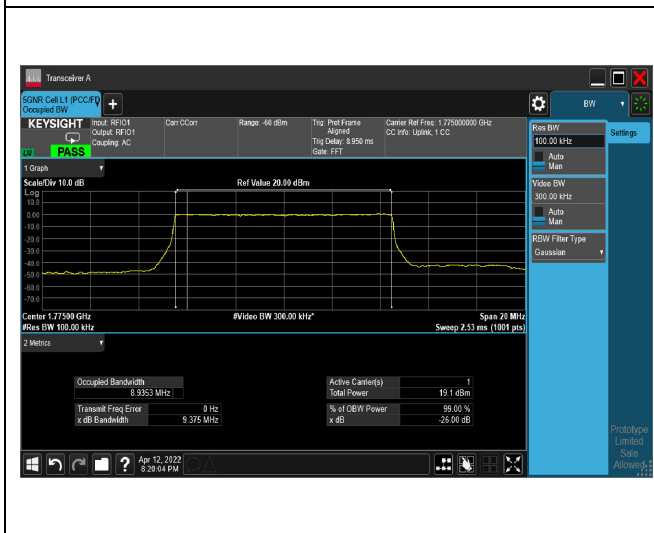 Transceiver A
5GNR Cell L1 (PCC/FD
Occupied BW
+
BW
KEYSIGHT
Input: RFIO1
Output: RFIO1
Coupling: AC
Corr CCorr
Range: -60 dBm
Trig: Prot Frame
Aligned
Trig Delay: 8.950 ms
Gate: FFT
Carrier Ref Freq: 1.775000000 GHz
CC Info: Uplink, 1 CC
PASS
Res BW
100.00 kHz
Auto
Man
Settings
Video BW
300.00 kHz
Auto
Man
RBW Filter Type
Gaussian
1 Graph
Scale/Div 10.0 dB
Ref Value 20.00 dBm
Log
10.0
0.00
-10.0
-20.0
-30.0
-40.0
-50.0
-60.0
-70.0
Center 1.77500 GHz
#Video BW 300.00 kHz*
Span 20 MHz
#Res BW 100.00 kHz
Sweep 2.53 ms (1001 pts)
2 Metrics
Occupied Bandwidth
8.9353 MHz
Active Carrier(s) 1
Total Power 19.1 dBm
Transmit Freq Error 0 Hz
% of OBW Power 99.00 %
x dB Bandwidth 9.375 MHz
x dB -26.00 dB
Prototype
Limited
Sale
Allowed
?
Apr 12, 2022
8:20:04 PM